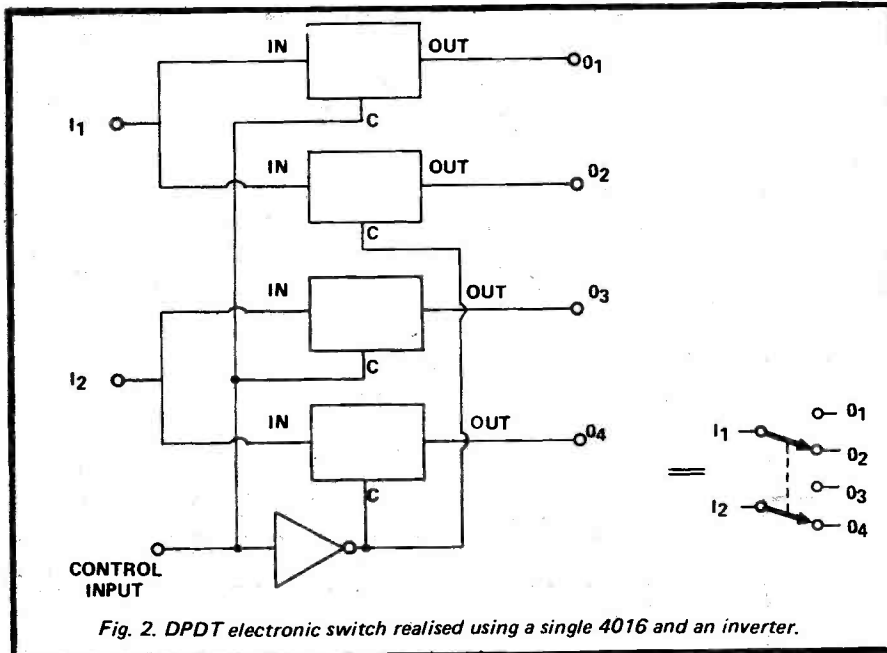 IN OUT O1
I1
C
IN OUT O2
C
IN OUT O3
I2
C
IN OUT O4
C
CONTROL
INPUT
=
O1
I1
O2
O3
I2
O4
Fig. 2. DPDT electronic switch realised using a single 4016 and an inverter.